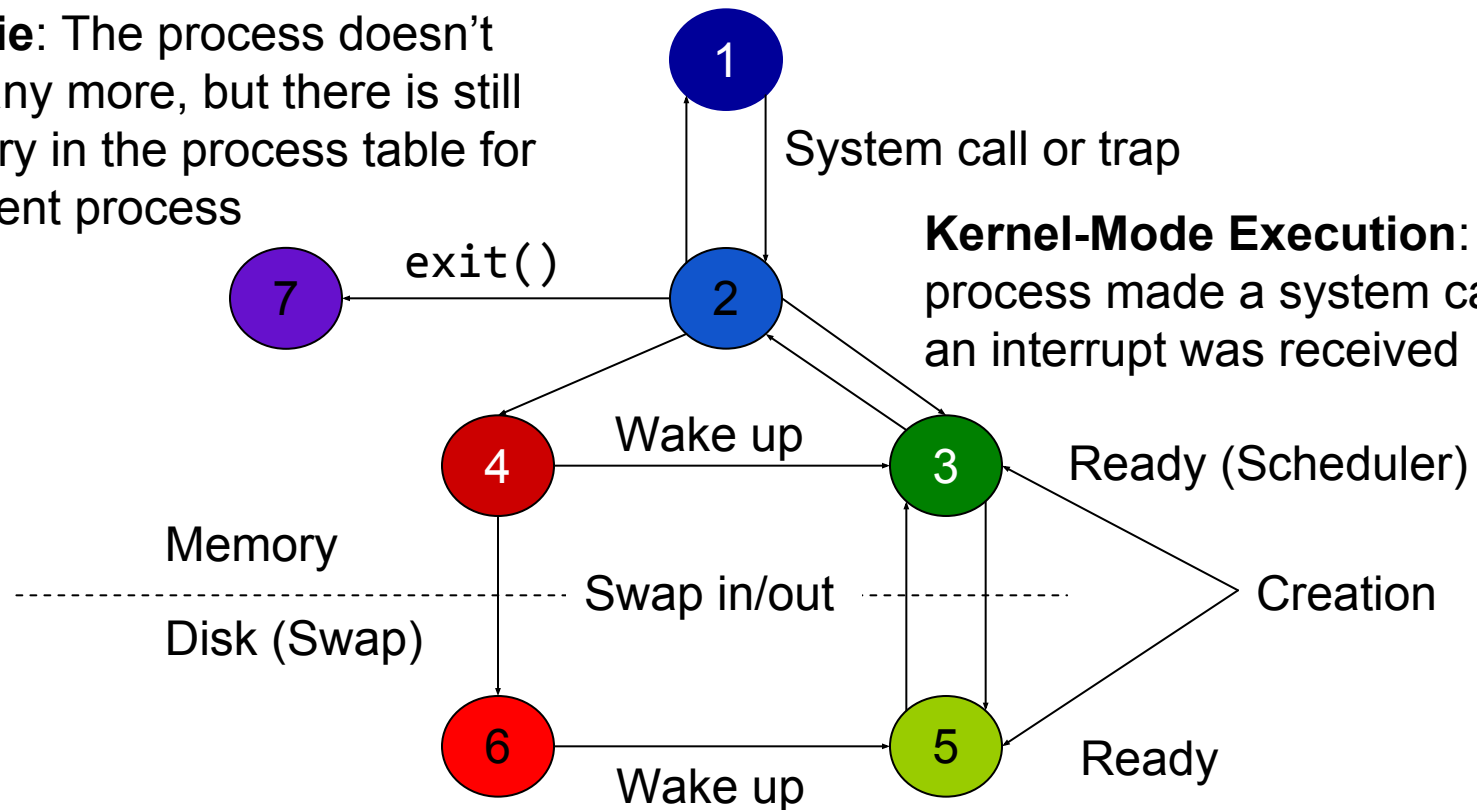 ie: The process doesn’t
any more, but there is still
ry in the process table for
ent process
1
System call or trap
Kernel-Mode Execution:
process made a system ca
an interrupt was received
exit()
7
2
4
Wake up
3
Ready (Scheduler)
Memory
Swap in/out
Creation
Disk (Swap)
6
Wake up
5
Ready